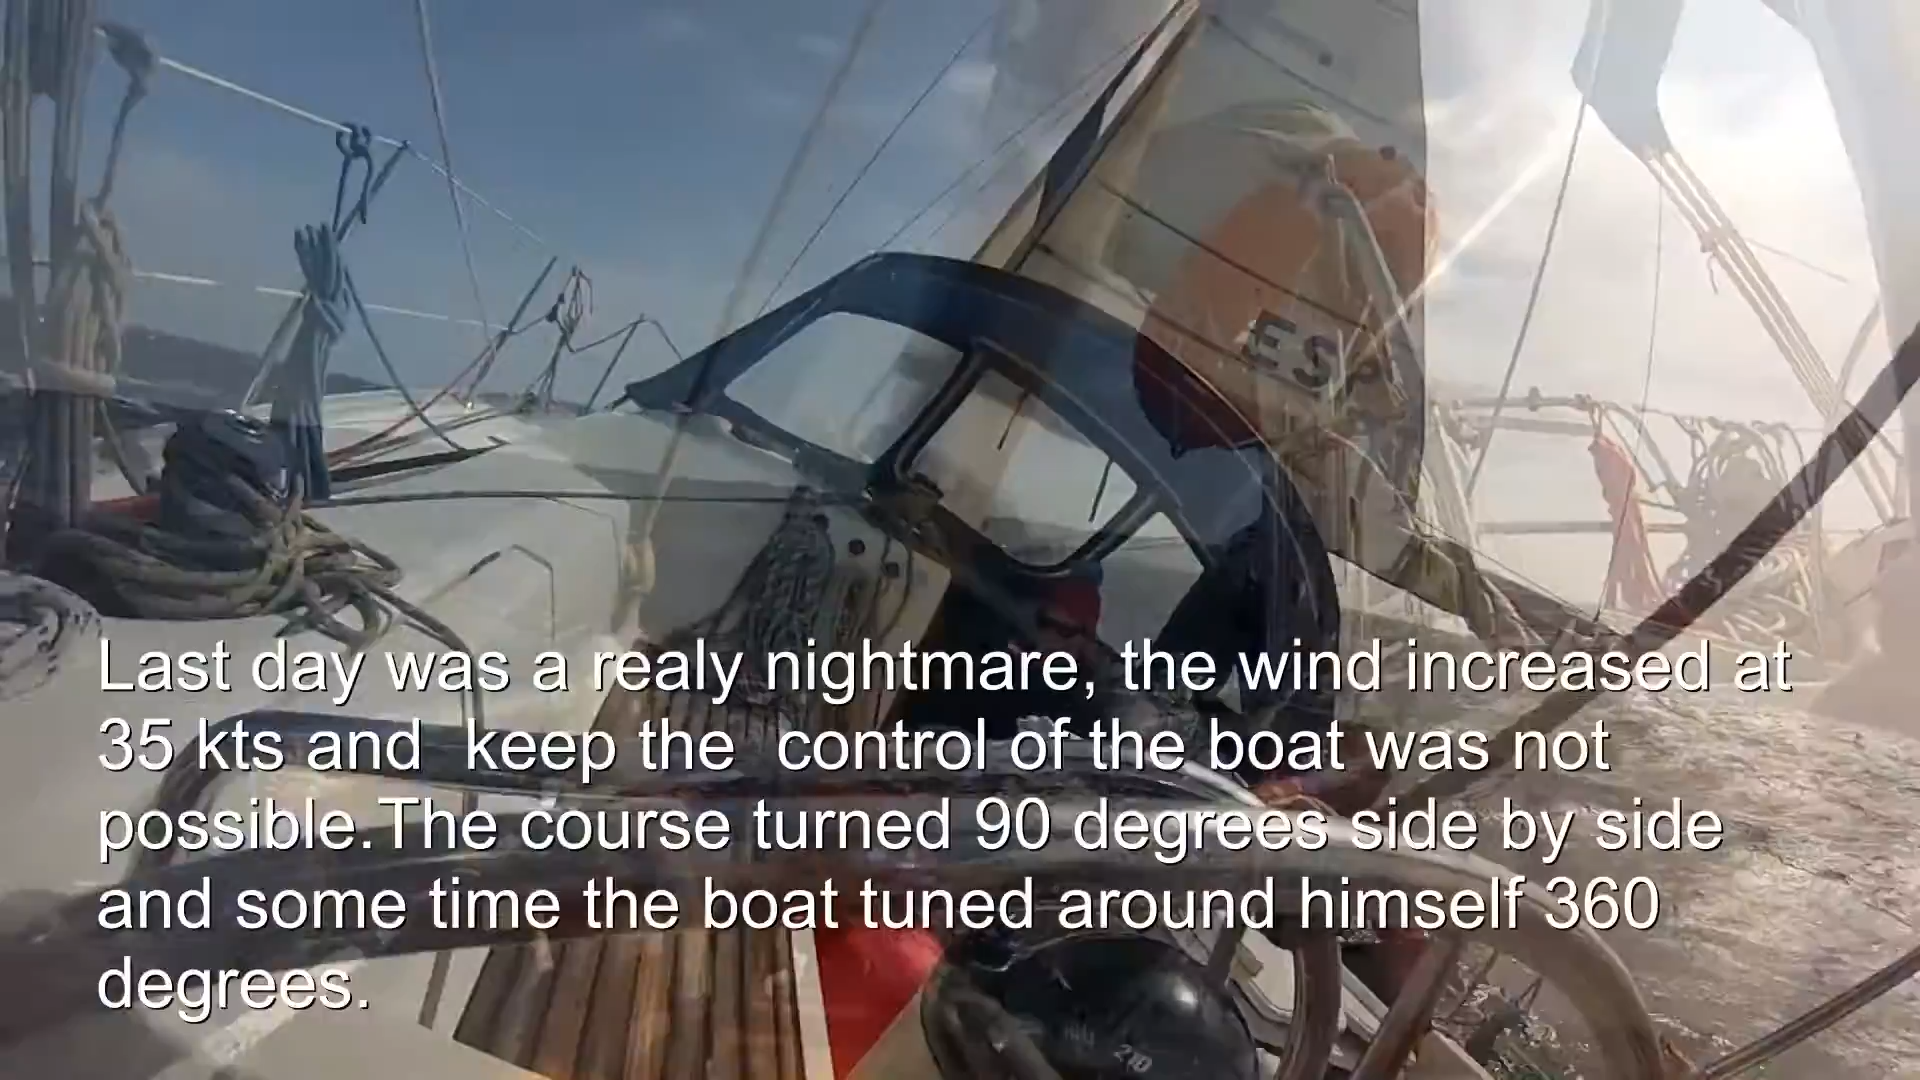 ESP
Last day was a realy nightmare, the wind increased at
35 kts and  keep the  control of the boat was not
possible.The course turned 90 degrees side by side
and some time the boat tuned around himself 360
degrees.
210